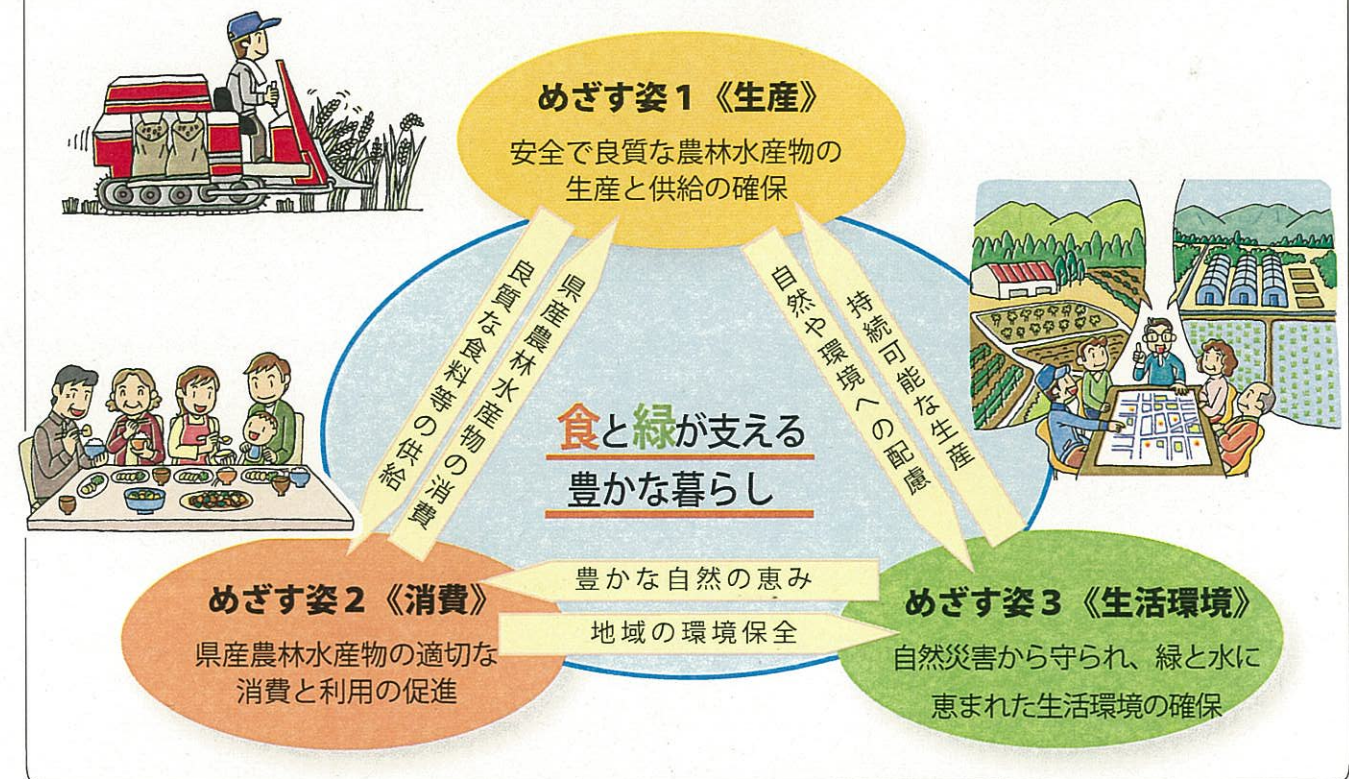 めざす姿1《生産》
安全で良質な農林水産物の
生産と供給の確保
良質な食料等の供給
県産農林水産物の消費
自然や環境への配慮
持続可能な生産
食と緑が支える
豊かな暮らし
めざす姿2《消費》
県産農林水産物の適切な
消費と利用の促進
豊かな自然の恵み
地域の環境保全
めざす姿3《生活環境》
自然災害から守られ、緑と水に
恵まれた生活環境の確保